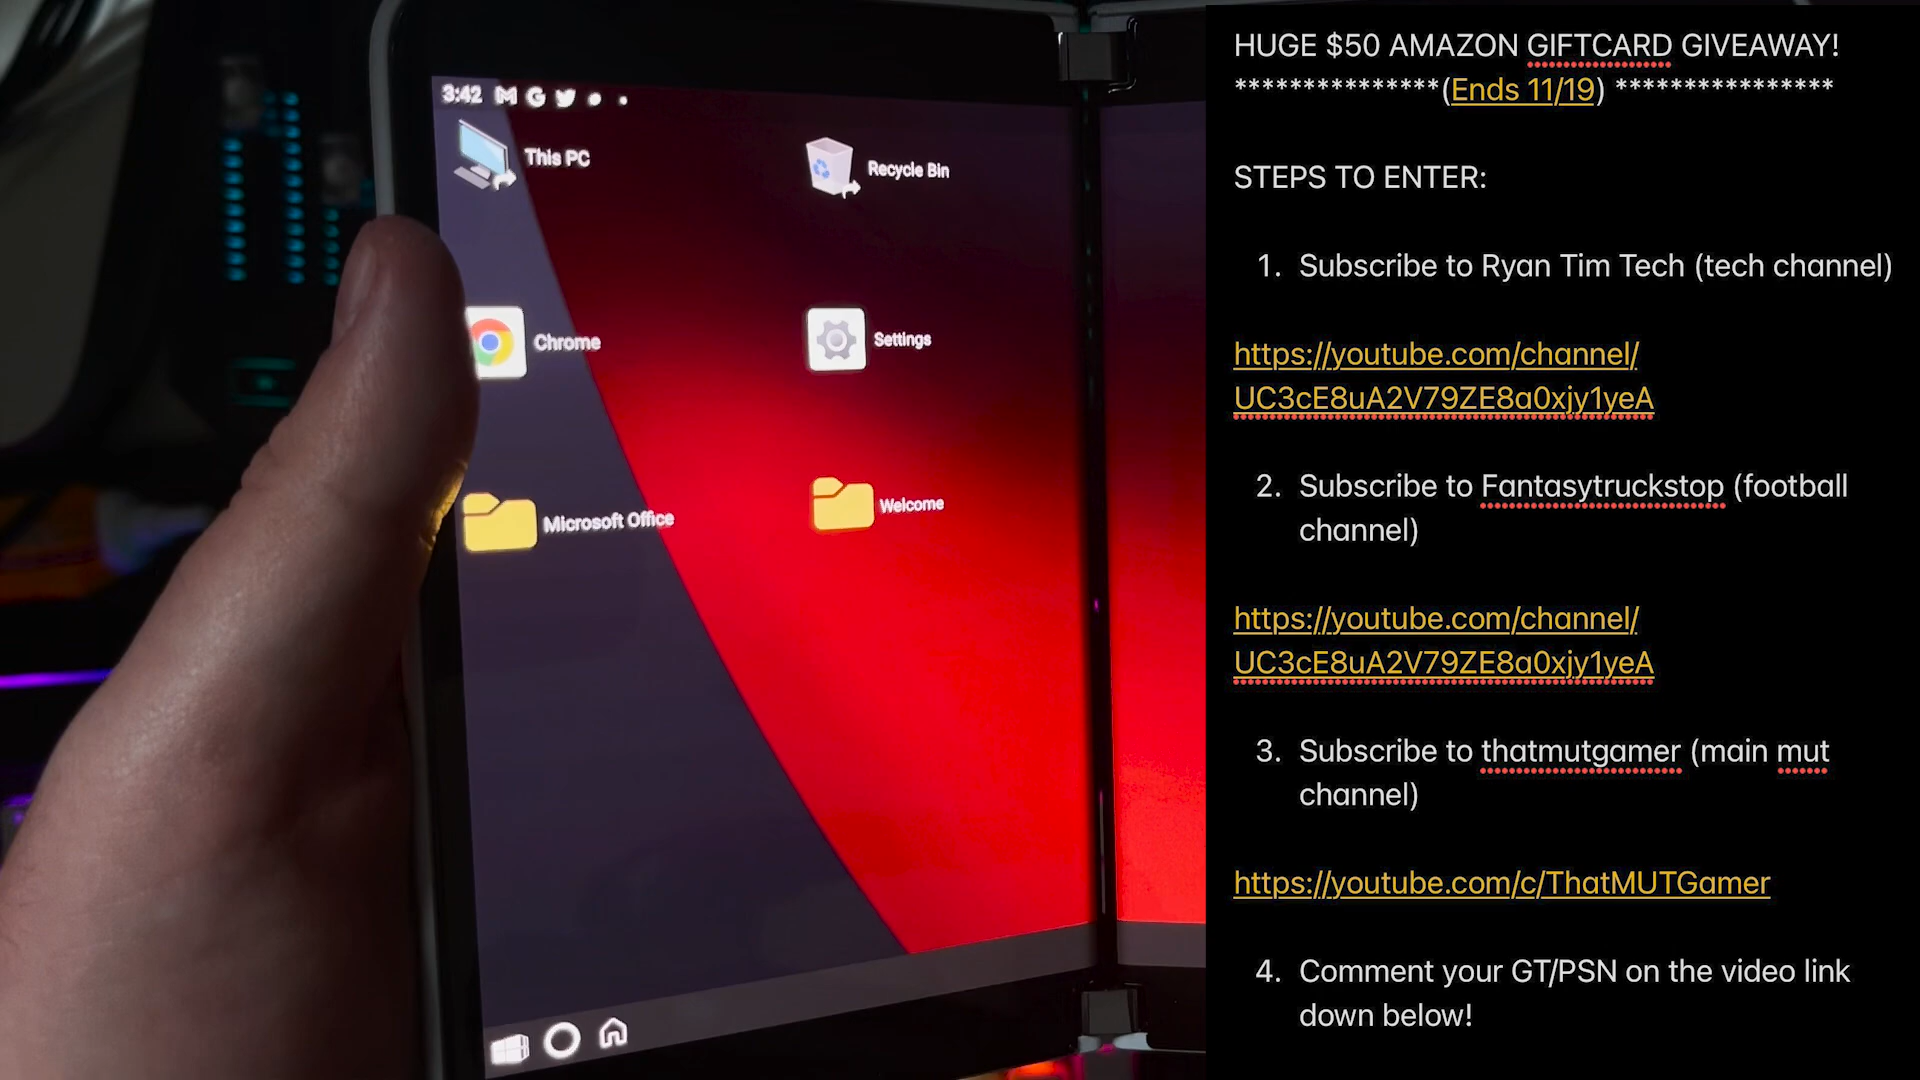 3:42
This PC
Recycle Bin
Chrome
Settings
Microsoft Office
Welcome
HUGE $50 AMAZON GIFTCARD GIVEAWAY!
***************(Ends 11/19) ****************
STEPS TO ENTER:
1. Subscribe to Ryan Tim Tech (tech channel)
https://youtube.com/channel/
UC3cE8uA2V79ZE8a0xjy1yeA
2. Subscribe to Fantasytruckstop (football
channel)
https://youtube.com/channel/
UC3cE8uA2V79ZE8a0xjy1yeA
3. Subscribe to thatmutgamer (main mut
channel)
https://youtube.com/c/ThatMUTGamer
4. Comment your GT/PSN on the video link
down below!